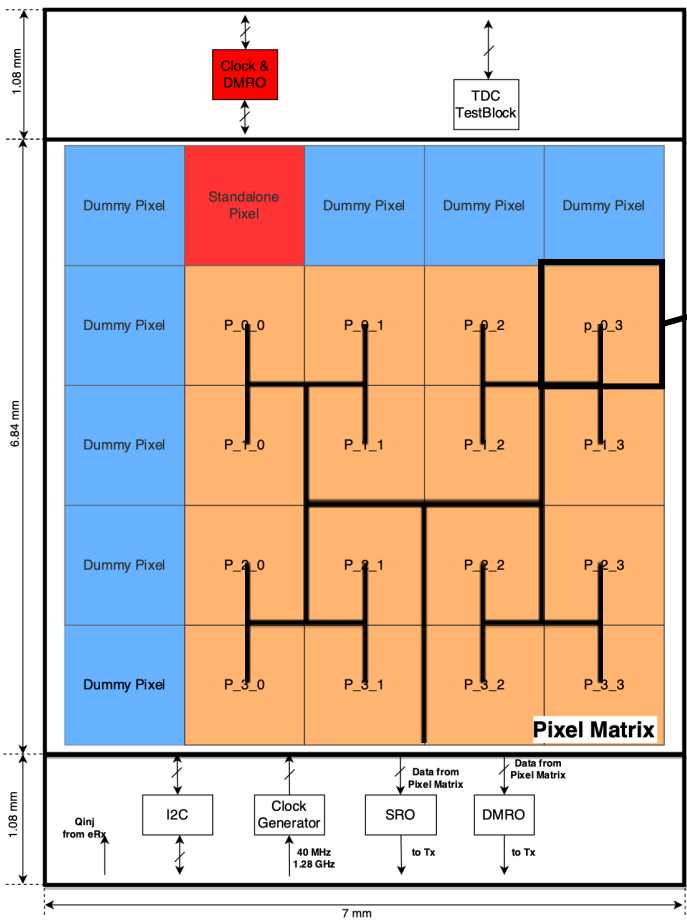 1.08 mm
Clock &
DMRO
TDC
TestBlock
6.84 mm
Dummy Pixel
Standalone
Pixel
Dummy Pixel
Dummy Pixel
Dummy Pixel
Dummy Pixel
P_0_0
P_0_1
P_0_2
p_0_3
Dummy Pixel
P_1_0
P_1_1
P_1_2
P_1_3
Dummy Pixel
P_2_0
P_2_1
P_2_2
P_2_3
Dummy Pixel
P_3_0
P_3_1
P_3_2
P_3_3
Pixel Matrix
1.08 mm
Qinj
from eRx
I2C
Clock
Generator
40 MHz
1.28 GHz
Data from
Pixel Matrix
SRO
to Tx
Data from
Pixel Matrix
DMRO
to Tx
7 mm